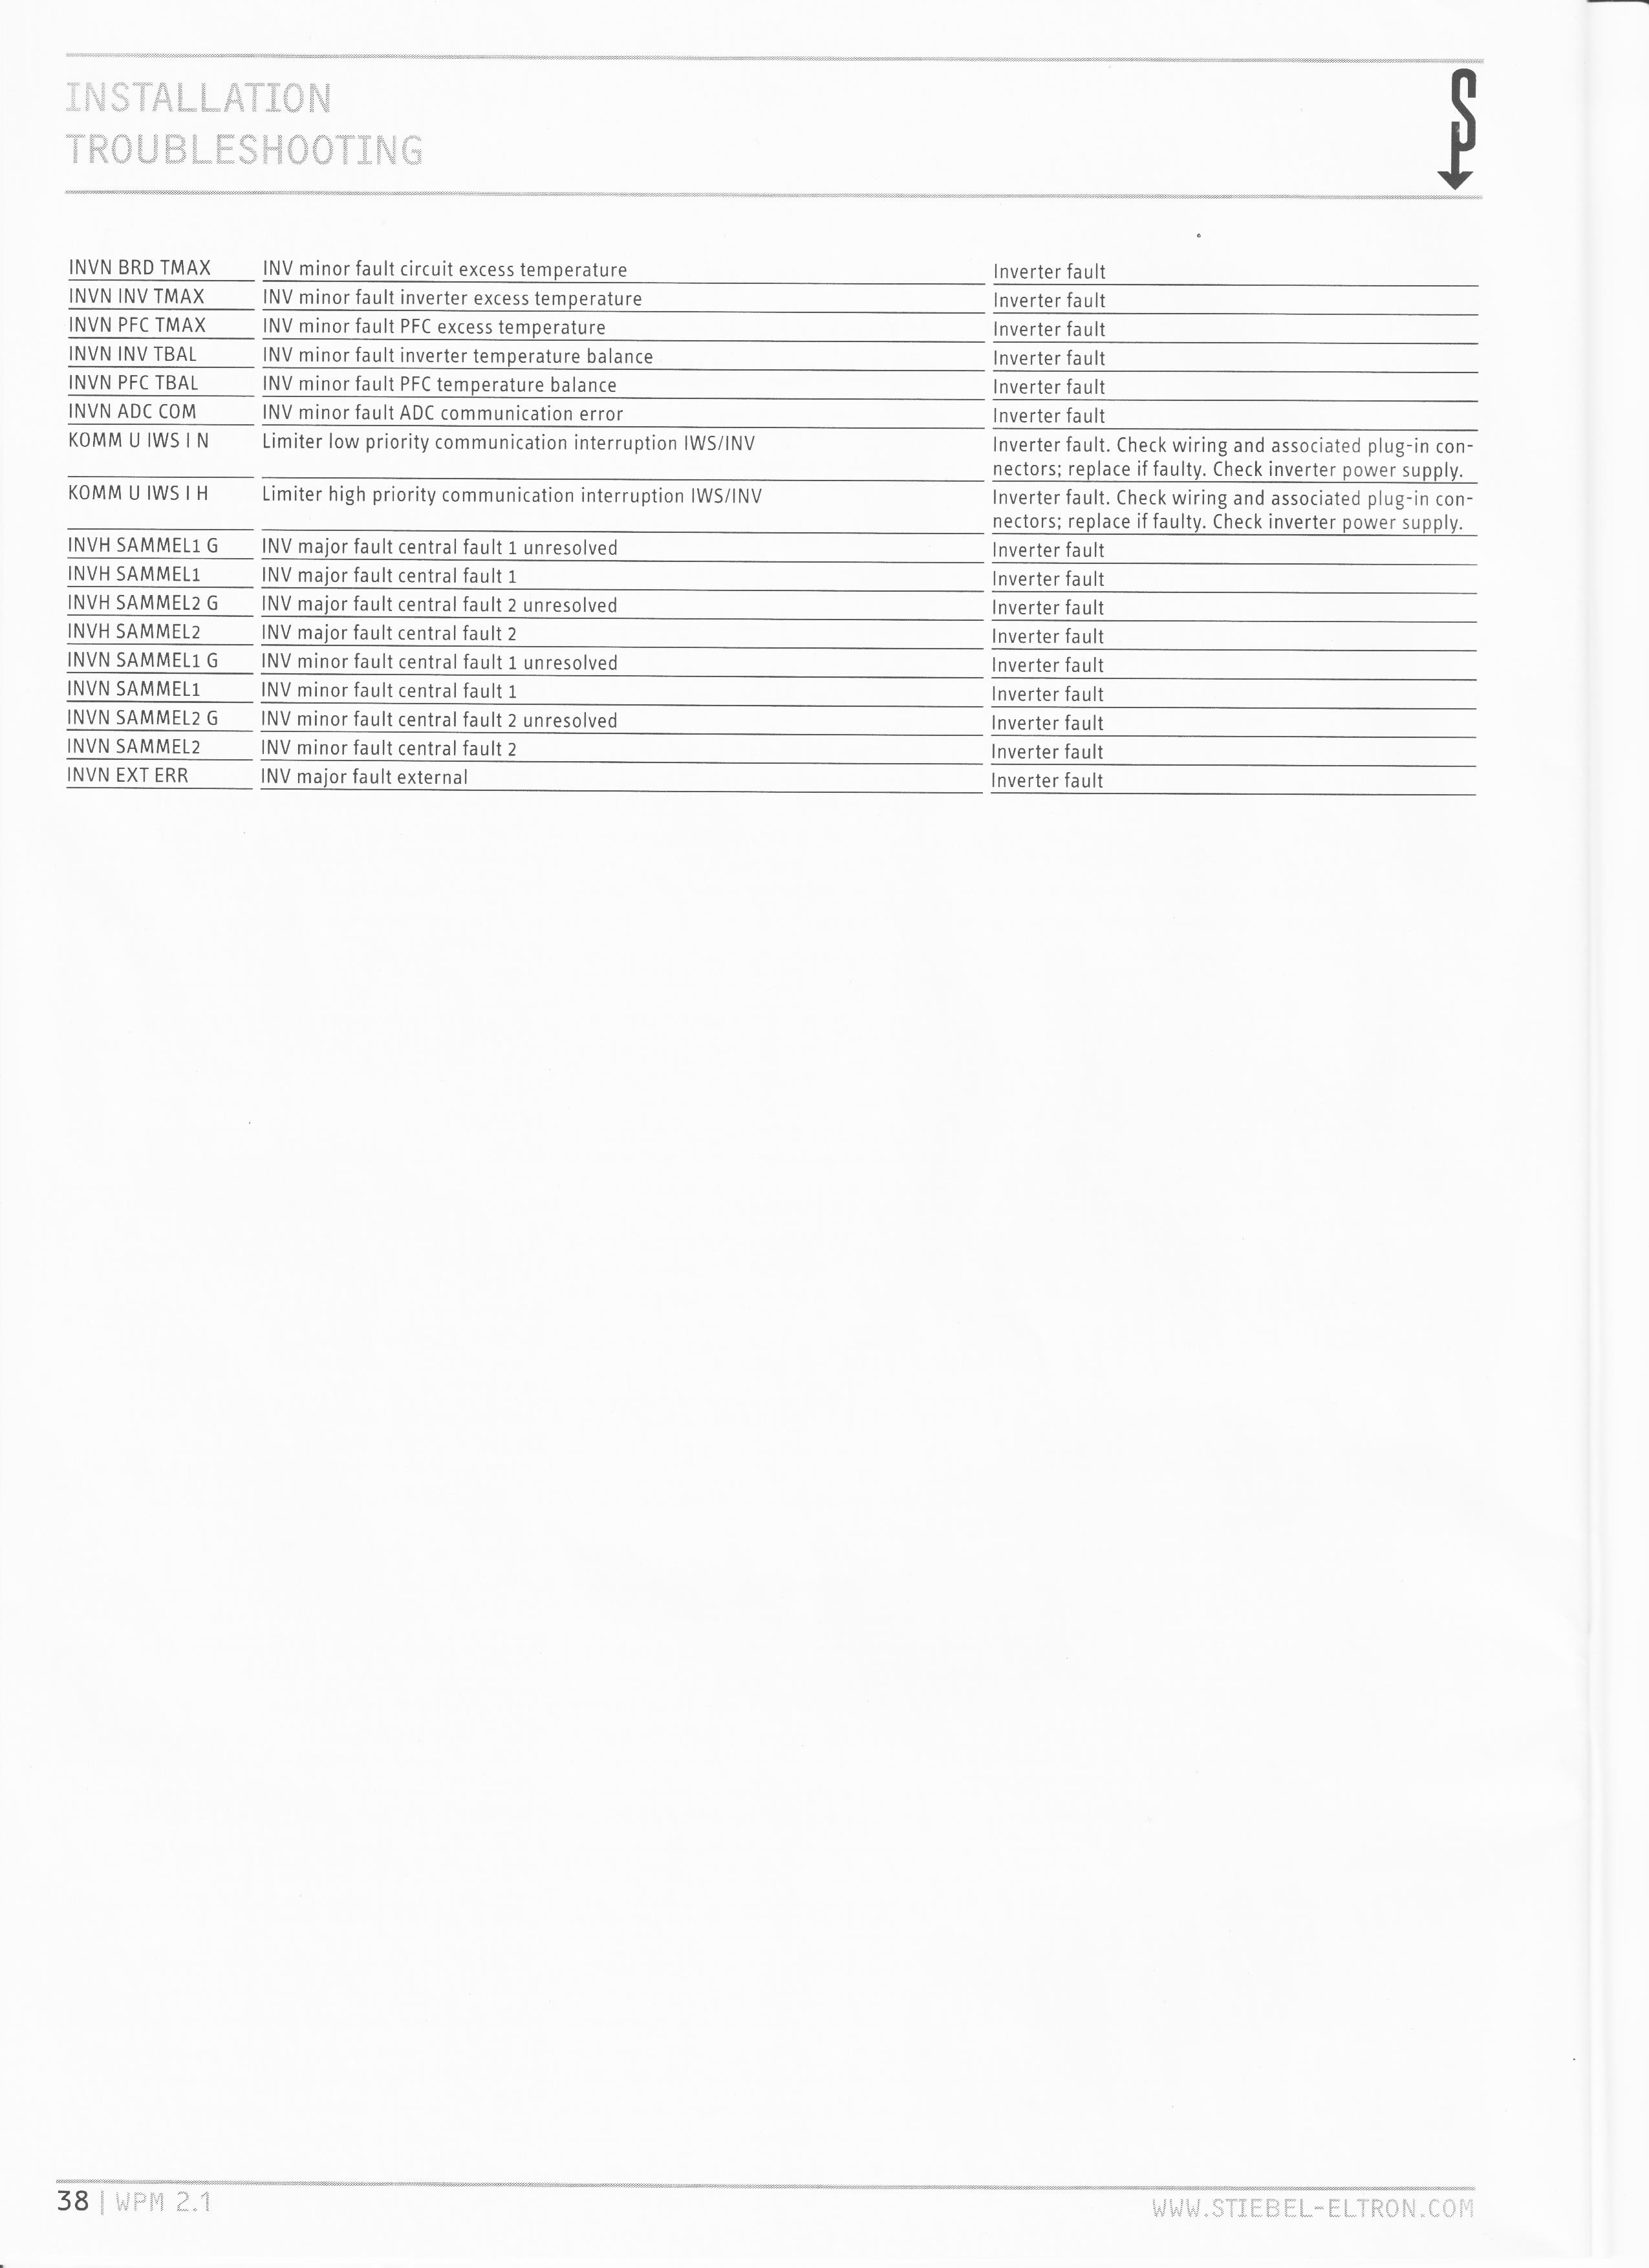 INSTALLATION
TROUBLESHOOTING
INVN BRD TMAX INV minor fault circuit excess temperature Inverter fault
INVN INV TMAX INV minor fault inverter excess temperature Inverter fault
INVN PFC TMAX INV minor fault PFC excess temperature Inverter fault
INVN INV TBAL INV minor fault inverter temperature balance Inverter fault
INVN PFC TBAL INV minor fault PFC temperature balance Inverter fault
INVN ADC COM INV minor fault ADC communication error Inverter fault
KOMM U IWS I N Limiter low priority communication interruption IWS/INV Inverter fault. Check wiring and associated plug-in con-
nectors; replace if faulty. Check inverter power supply.
KOMM U IWS I H Limiter high priority communication interruption IWS/INV Inverter fault. Check wiring and associated plug-in con-
nectors; replace if faulty. Check inverter power supply.
INVH SAMMEL1 G INV major fault central fault 1 unresolved Inverter fault
INVH SAMMEL1 INV major fault central fault 1 Inverter fault
INVH SAMMEL2 G INV major fault central fault 2 unresolved Inverter fault
INVH SAMMEL2 INV major fault central fault 2 Inverter fault
INVN SAMMEL1 G INV minor fault central fault 1 unresolved Inverter fault
INVN SAMMEL1 INV minor fault central fault 1 Inverter fault
INVN SAMMEL2 G INV minor fault central fault 2 unresolved Inverter fault
INVN SAMMEL2 INV minor fault central fault 2 Inverter fault
INVN EXT ERR INV major fault external Inverter fault
38 | WPM 2.1 WWW.STIEBEL-ELTRON.COM